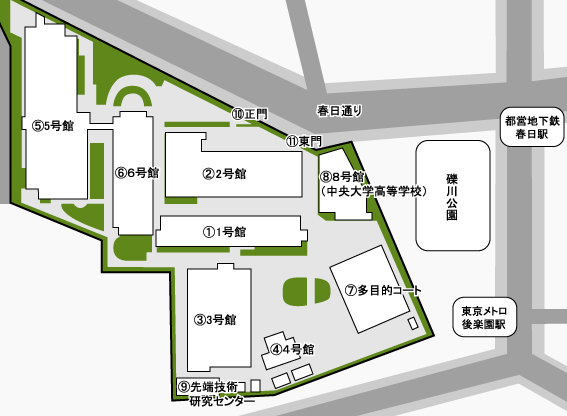 ⑩正門
春日通り
都営地下鉄
春日駅
⑤5号館
⑪東門
⑥6号館
②2号館
⑧8号館
(中央大学高等学校)
礫川公園
①1号館
⑦多目的コート
③3号館
東京メトロ
後楽園駅
④4号館
⑨先端技術
研究センター